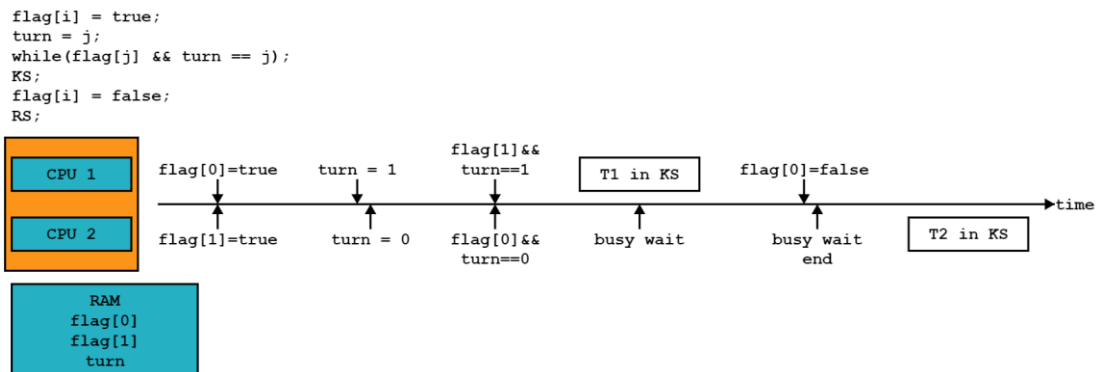 flag[i] = true;
turn = j;
while(flag[j] && turn == j);
KS;
flag[i] = false;
RS;
CPU 1
flag[0]=true
turn = 1
flag[1]&&
turn==1
T1 in KS
flag[0]=false
time
CPU 2
flag[1]=true
turn = 0
flag[0]&&
turn==0
busy wait
busy wait
end
T2 in KS
RAM
flag[0]
flag[1]
turn